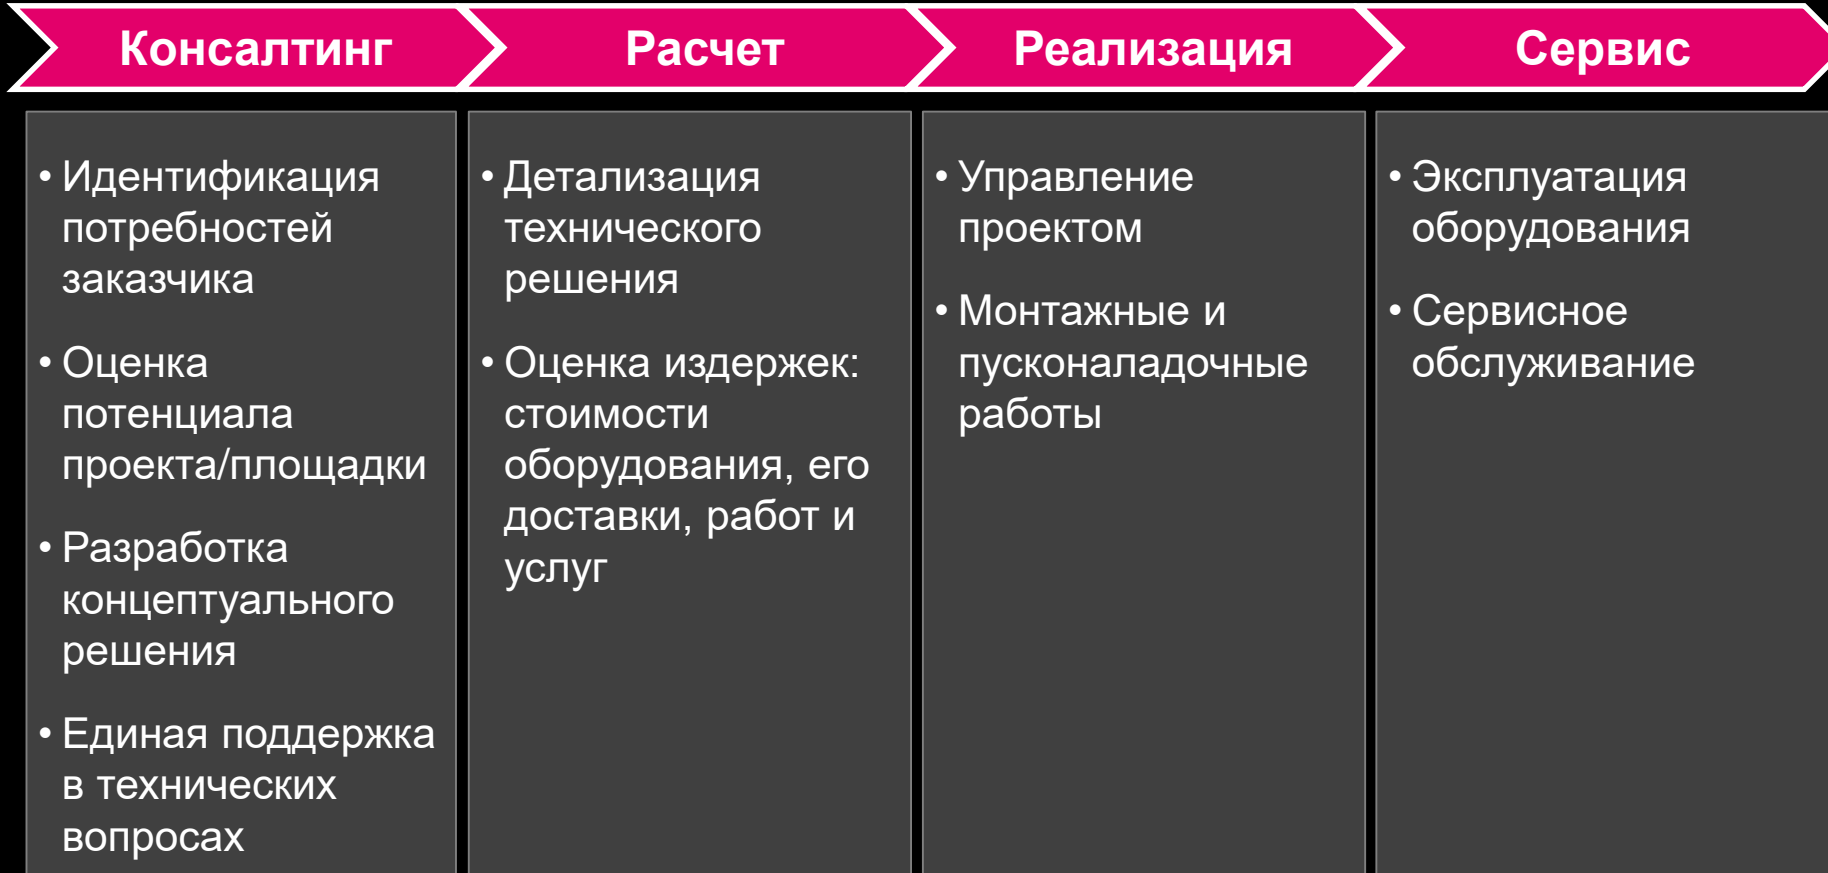 Консалтинг
Расчет
Реализация
Сервис
• Идентификация
потребностей
заказчика
• Оценка
потенциала
проекта/площадки
• Разработка
концептуального
решения
• Единая поддержка
в технических
вопросах
• Детализация
технического
решения
• Оценка издержек:
стоимости
оборудования, его
доставки, работ и
услуг
• Управление
проектом
• Монтажные и
пусконаладочные
работы
• Эксплуатация
оборудования
• Сервисное
обслуживание